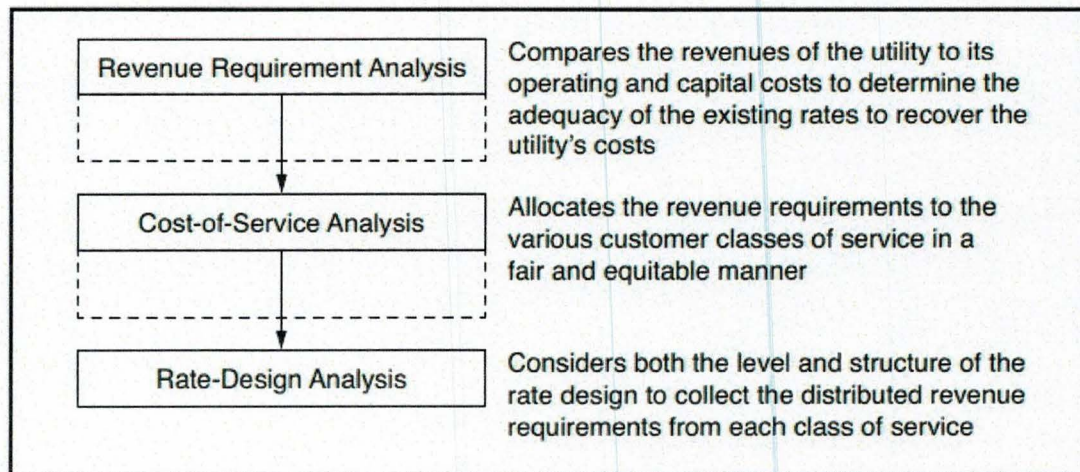 Revenue Requirement Analysis
Compares the revenues of the utility to its
operating and capital costs to determine the
adequacy of the existing rates to recover the
utility's costs
Cost-of-Service Analysis
Allocates the revenue requirements to the
various customer classes of service in a
fair and equitable manner
Rate-Design Analysis
Considers both the level and structure of the
rate design to collect the distributed revenue
requirements from each class of service